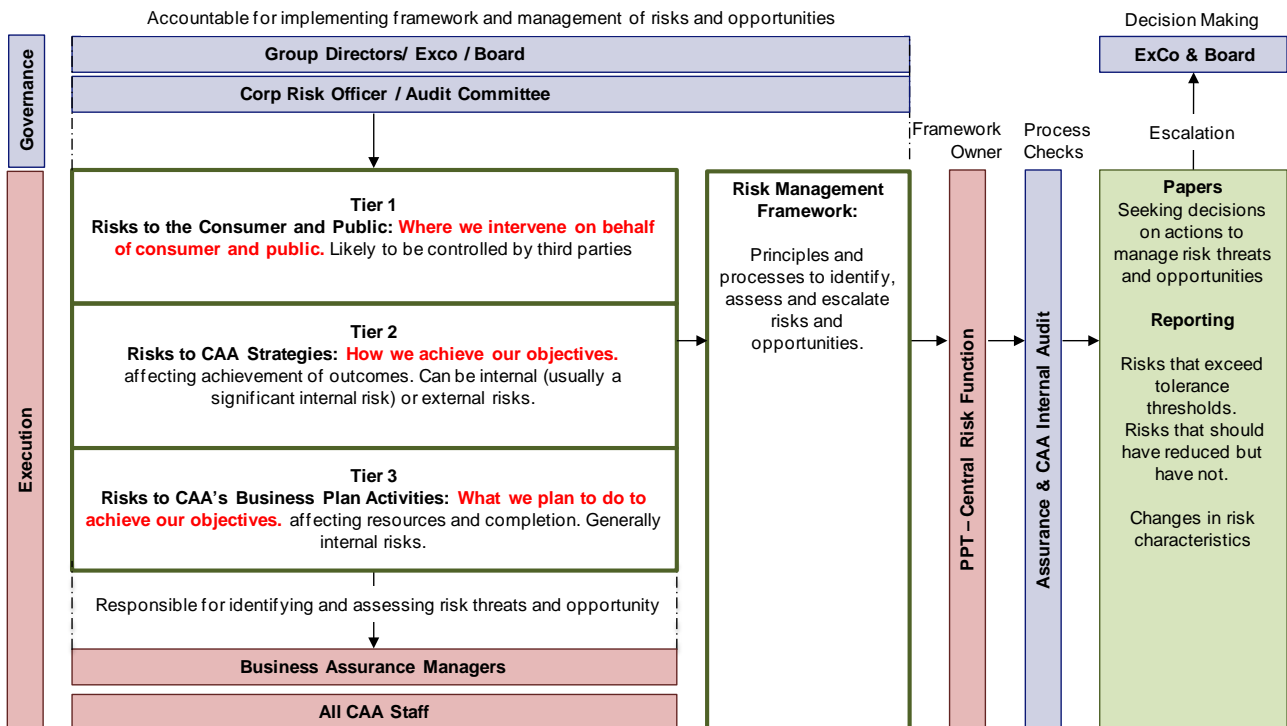 Accountable for implementing framework and management of risks and opportunities
Decision Making
Governance
Group Directors/ Exco / Board
ExCo & Board
Corp Risk Officer / Audit Committee
Framework
Owner
Process
Checks
Escalation
Execution
Tier 1
Risks to the Consumer and Public: Where we intervene on behalf
of consumer and public. Likely to be controlled by third parties
Tier 2
Risks to CAA Strategies: How we achieve our objectives.
affecting achievement of outcomes. Can be internal (usually a
significant internal risk) or external risks.
Tier 3
Risks to CAA's Business Plan Activities: What we plan to do to
achieve our objectives. affecting resources and completion. Generally
internal risks.
Responsible for identifying and assessing risk threats and opportunity
Business Assurance Managers
All CAA Staff
Risk Management
Framework:
Principles and
processes to identify,
assess and escalate
risks and
opportunities.
PPT – Central Risk Function
Assurance & CAA Internal Audit
Papers
Seeking decisions
on actions to
manage risk threats
and opportunities
Reporting
Risks that exceed
tolerance
thresholds.
Risks that should
have reduced but
have not.
Changes in risk
characteristics